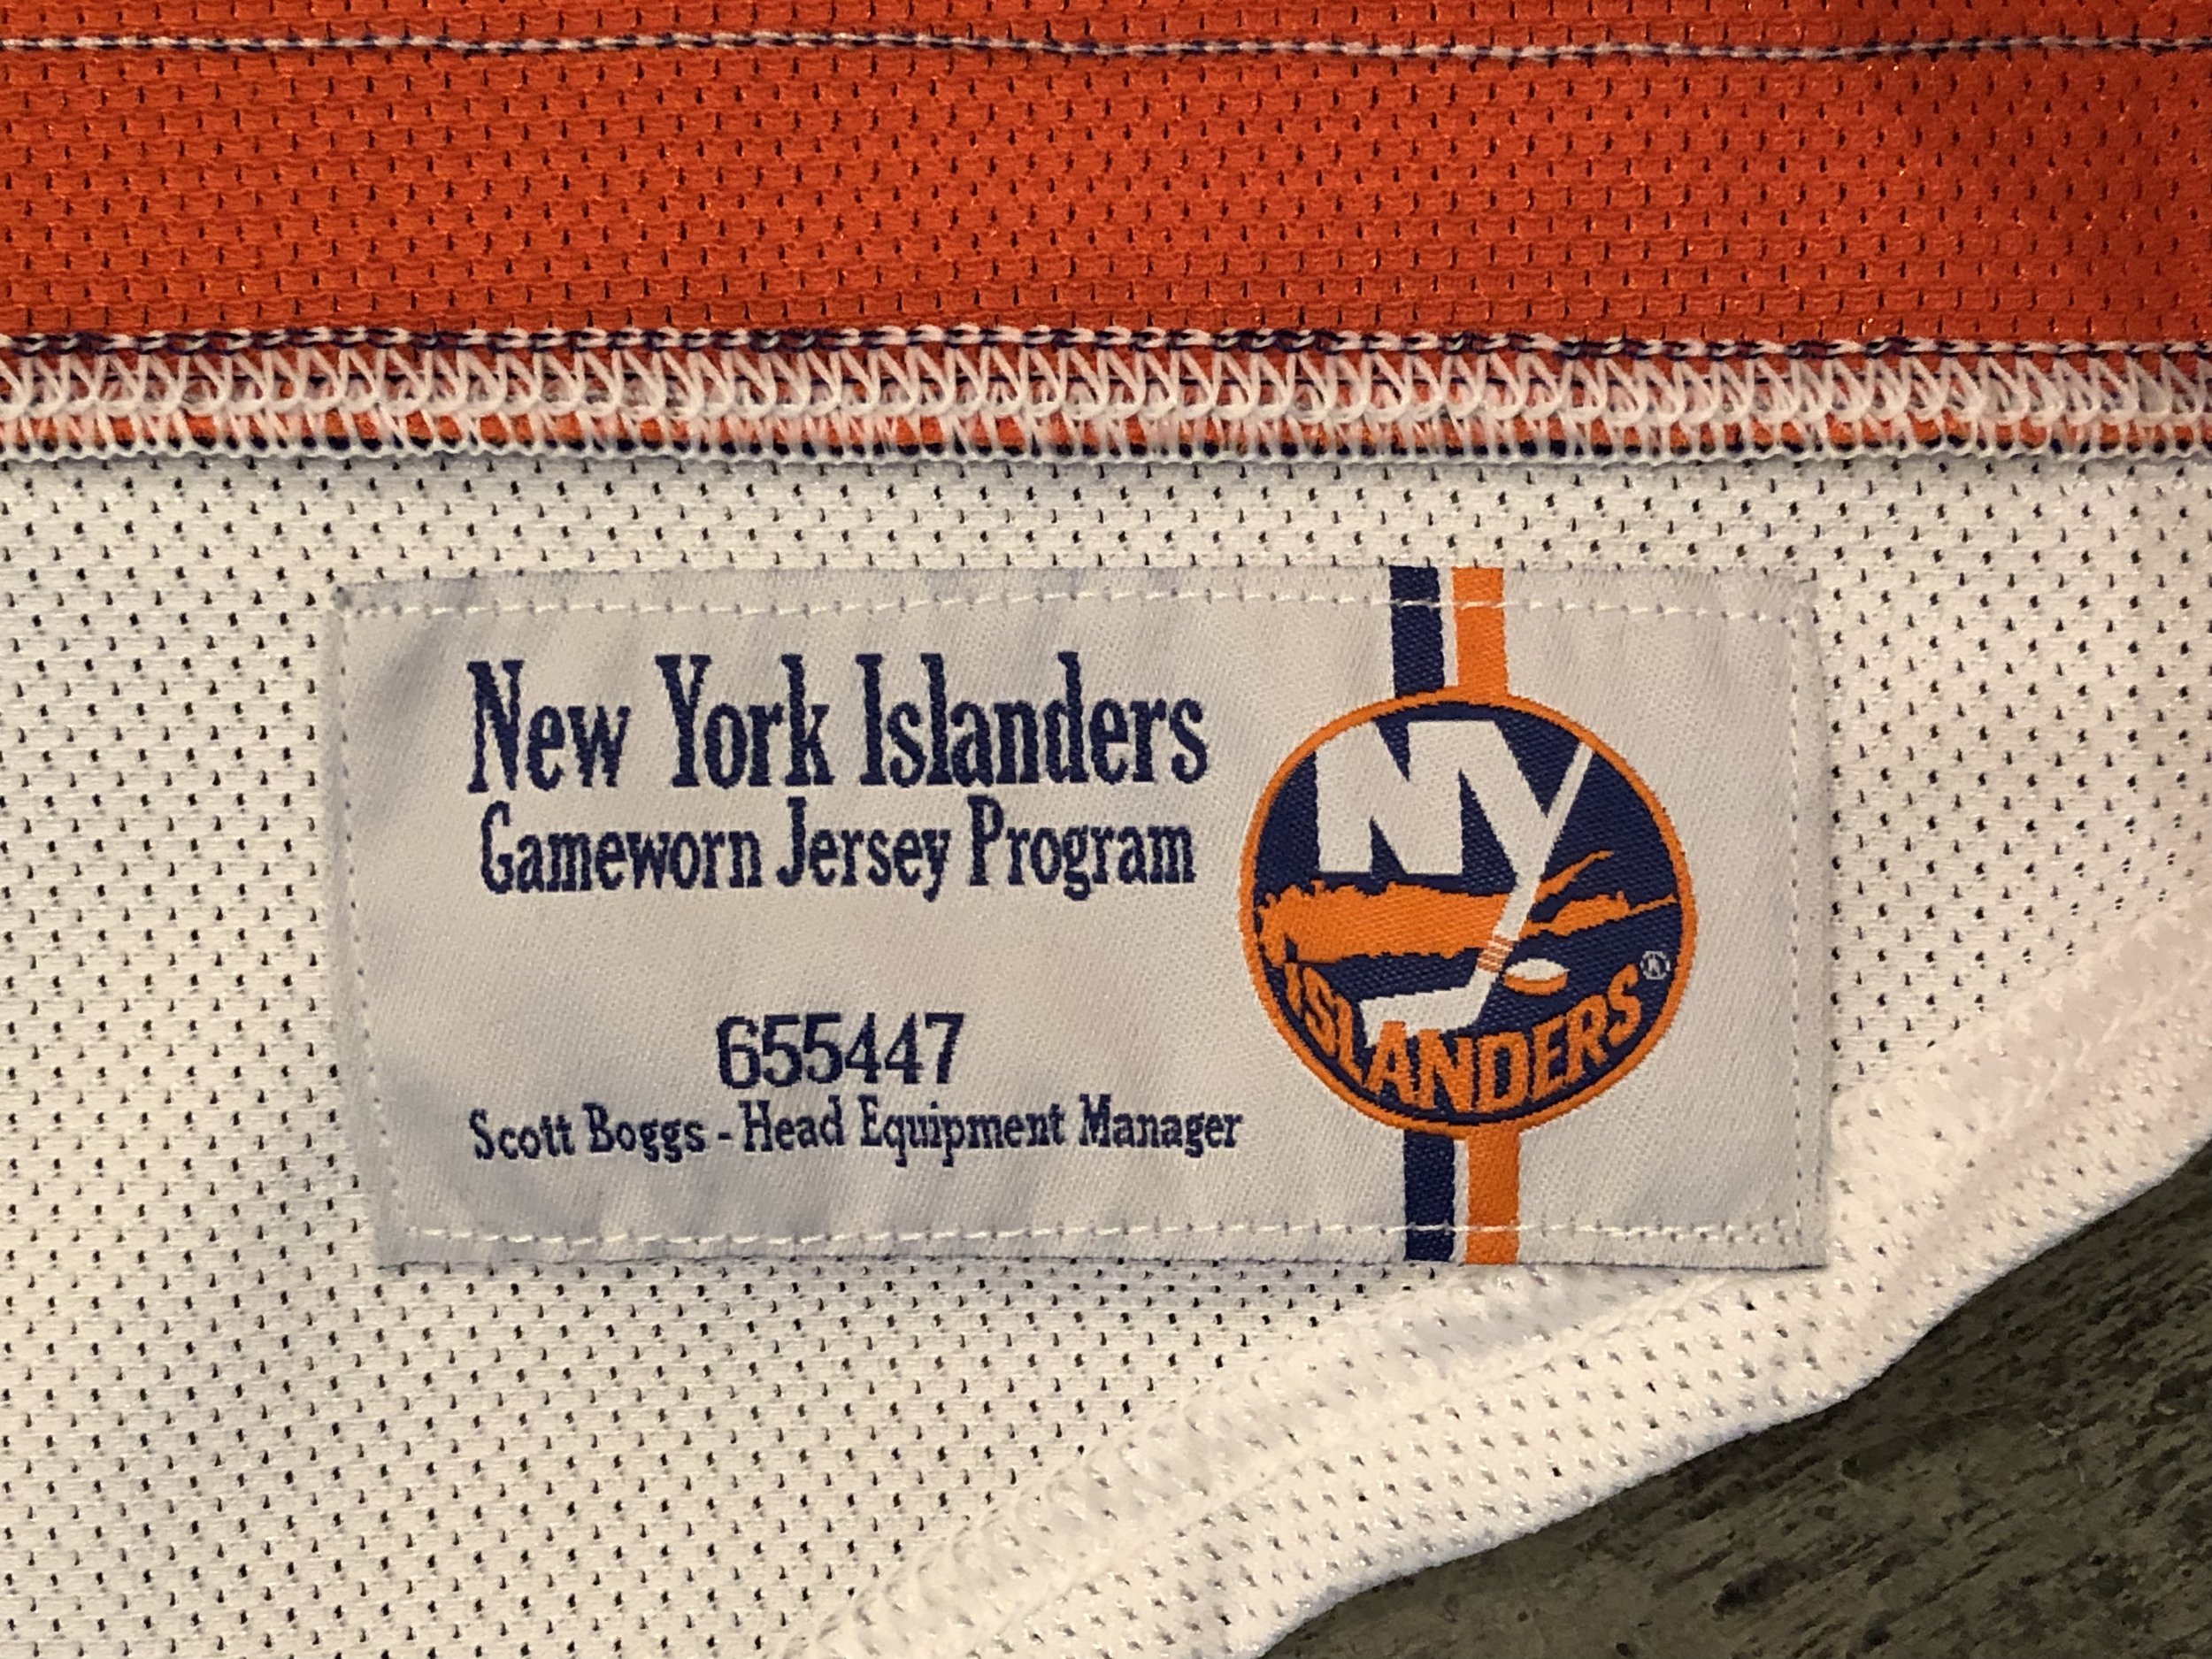 New York Islanders
Gameworn Jersey Program
655447
Scott Boggs - Head Equipment Manager
NY
ISLANDERS®